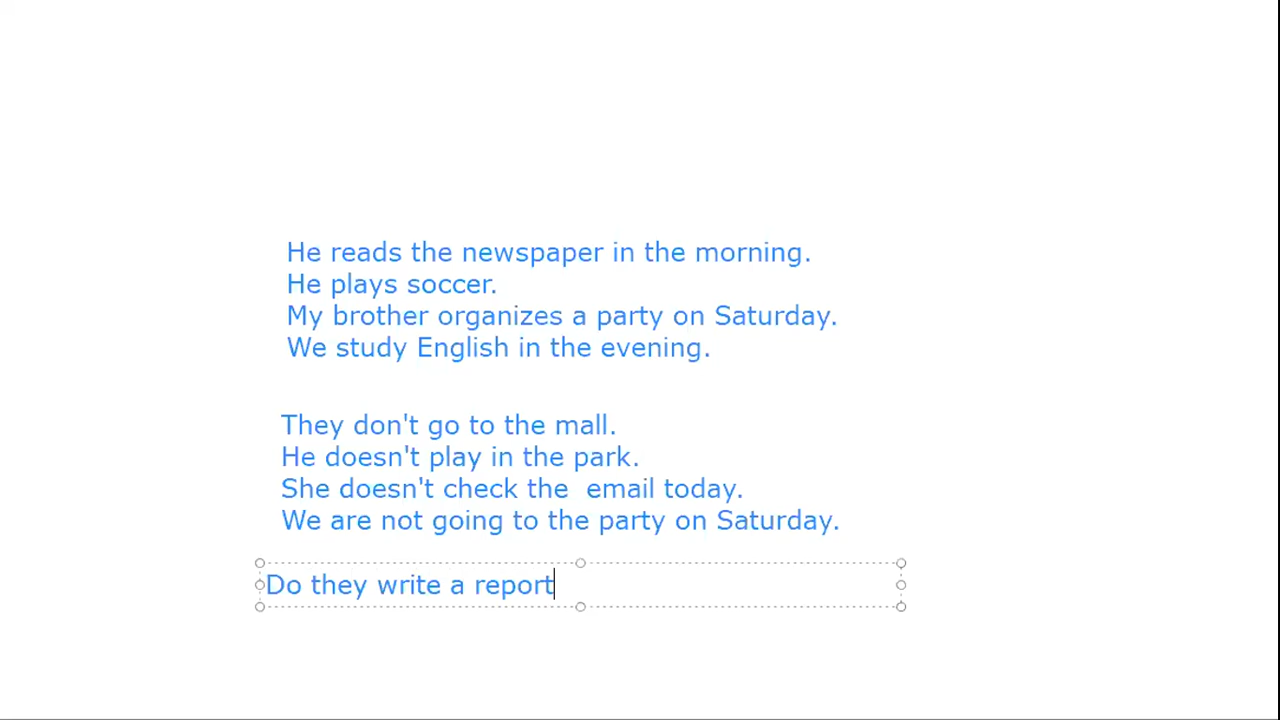 He reads the newspaper in the morning.
He plays soccer.
My brother organizes a party on Saturday.
We study English in the evening.
They don't go to the mall.
He doesn't play in the park.
She doesn't check the  email today.
We are not going to the party on Saturday.
Do they write a report